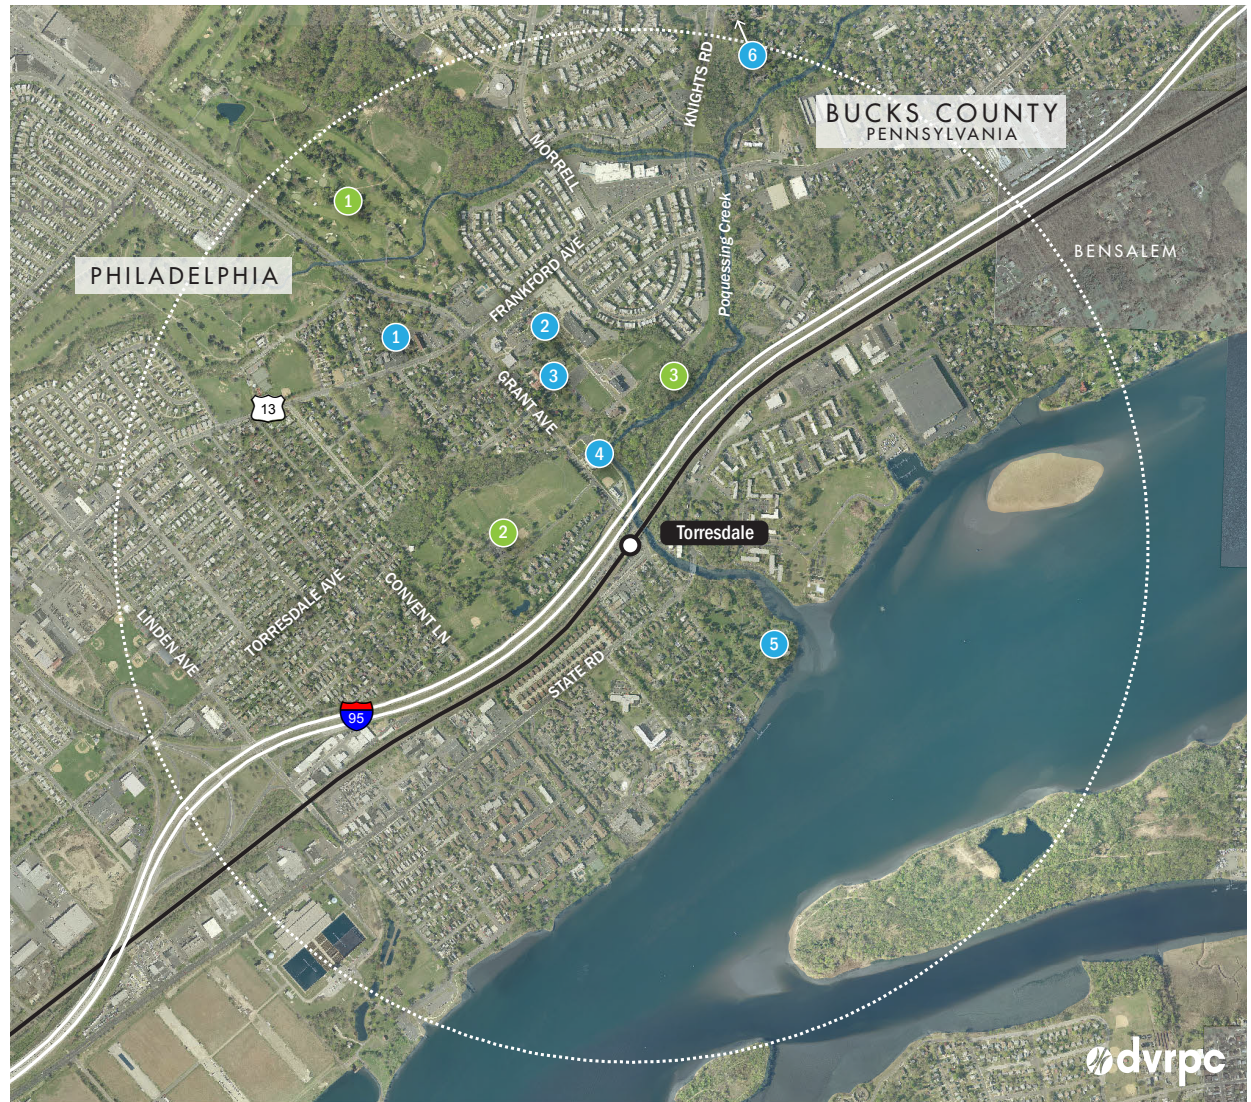 6
KNIGHTS RD
BUCKS COUNTY
PENNSYLVANIA
MORRELL
1
Poquessing Creek
BENSALEM
PHILADELPHIA
FRANKFORD AVE
1
2
3
3
GRANT AVE
13
4
2
Torresdale
TORRESDALE AVE
CONVENT LN
LINDEN AVE
5
STATE RD
95
dvrpc